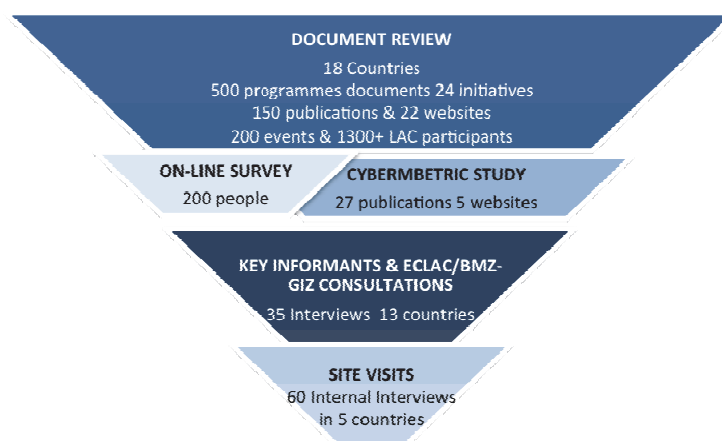 DOCUMENT REVIEW
18 Countries
500 programmes documents 24 initiatives
150 publications & 22 websites
200 events & 1300+ LAC participants
ON-LINE SURVEY
200 people
CYBERMBETRIC STUDY
27 publications 5 websites
KEY INFORMANTS & ECLAC/BMZ-
GIZ CONSULTATIONS
35 Interviews 13 countries
SITE VISITS
60 Internal Interviews
in 5 countries